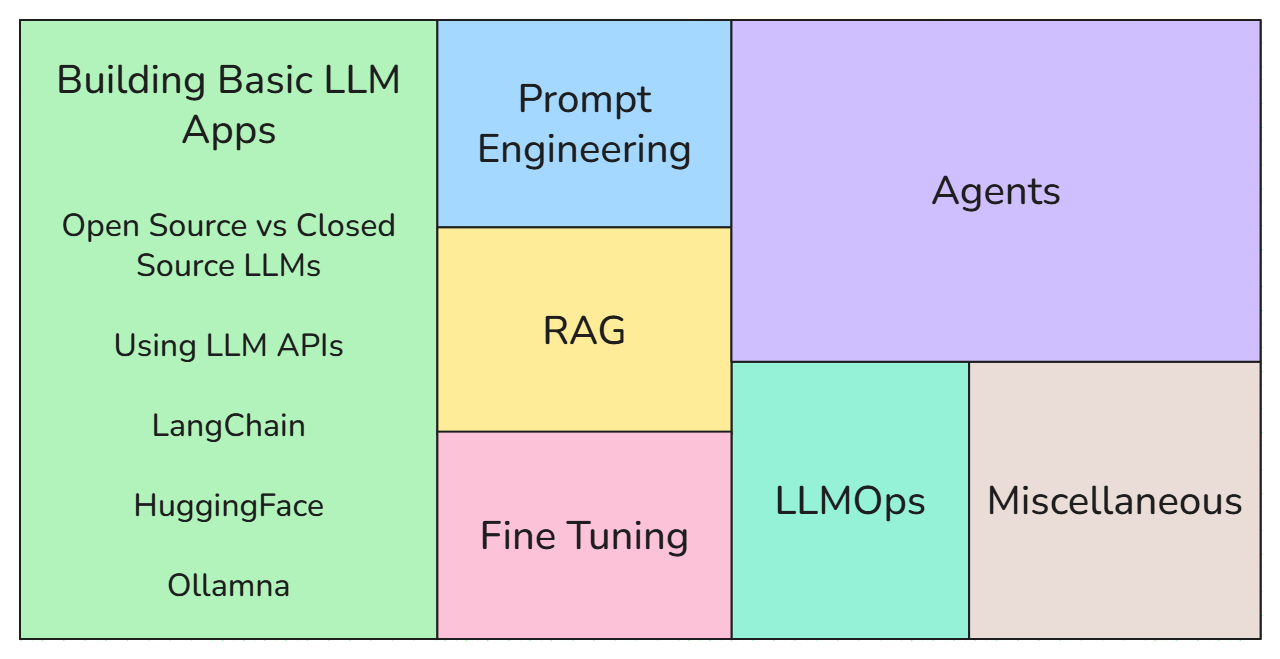 Building Basic LLM
Apps
Open Source vs Closed
Source LLMs
Using LLM APIs
LangChain
HuggingFace
Ollamna
Prompt
Engineering
RAG
Fine Tuning
Agents
LLMOps
Miscellaneous